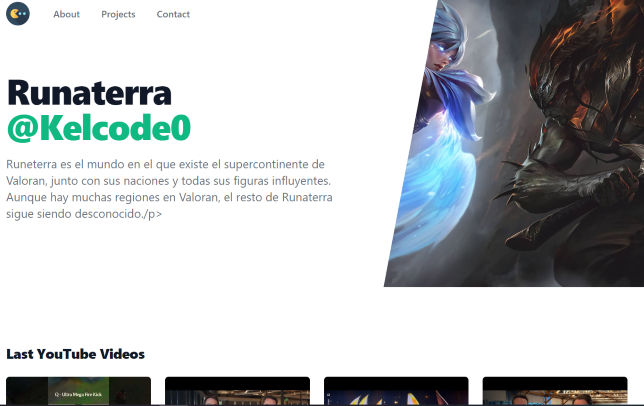 About Projects Contact
Runaterra
@Kelcode0
Runeterra es el mundo en el que existe el supercontinente de
Valoran, junto con sus naciones y todas sus figuras influyentes.
Aunque hay muchas regiones en Valoran, el resto de Runaterra
sigue siendo desconocido./p>
Last YouTube Videos
Q - Ultra Mega Fire Kick